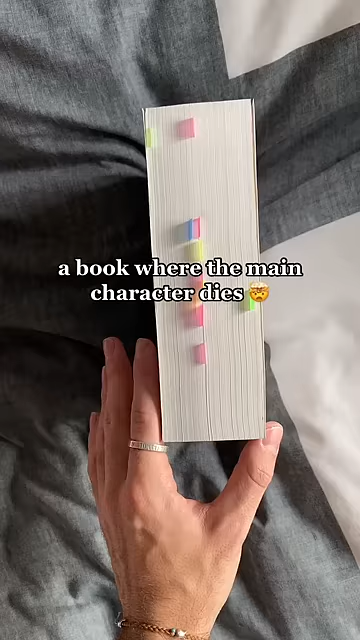 a book where the main
character dies 🤯